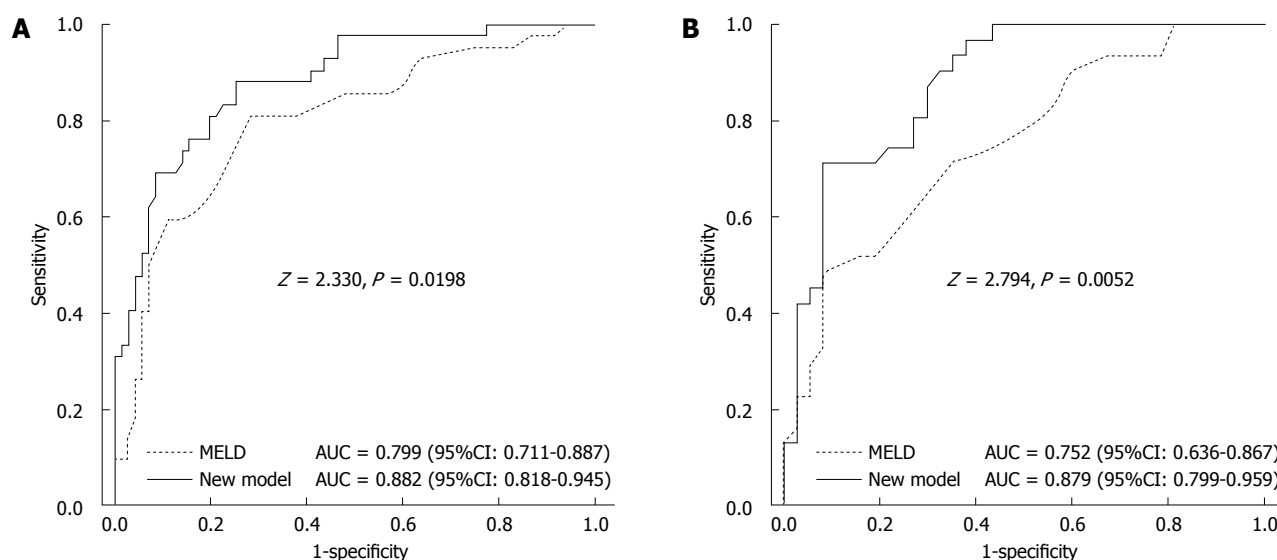 A
1.0
0.8
0.6
0.4
0.2
0.0
Sensitivity
Z = 2.330, P = 0.0198
MELD AUC = 0.799 (95%CI: 0.711-0.887)
New model AUC = 0.882 (95%CI: 0.818-0.945)
0.0 0.2 0.4 0.6 0.8 1.0
1-specificity
B
1.0
0.8
0.6
0.4
0.2
0.0
Sensitivity
Z = 2.794, P = 0.0052
MELD AUC = 0.752 (95%CI: 0.636-0.867)
New model AUC = 0.879 (95%CI: 0.799-0.959)
0.0 0.2 0.4 0.6 0.8 1.0
1-specificity